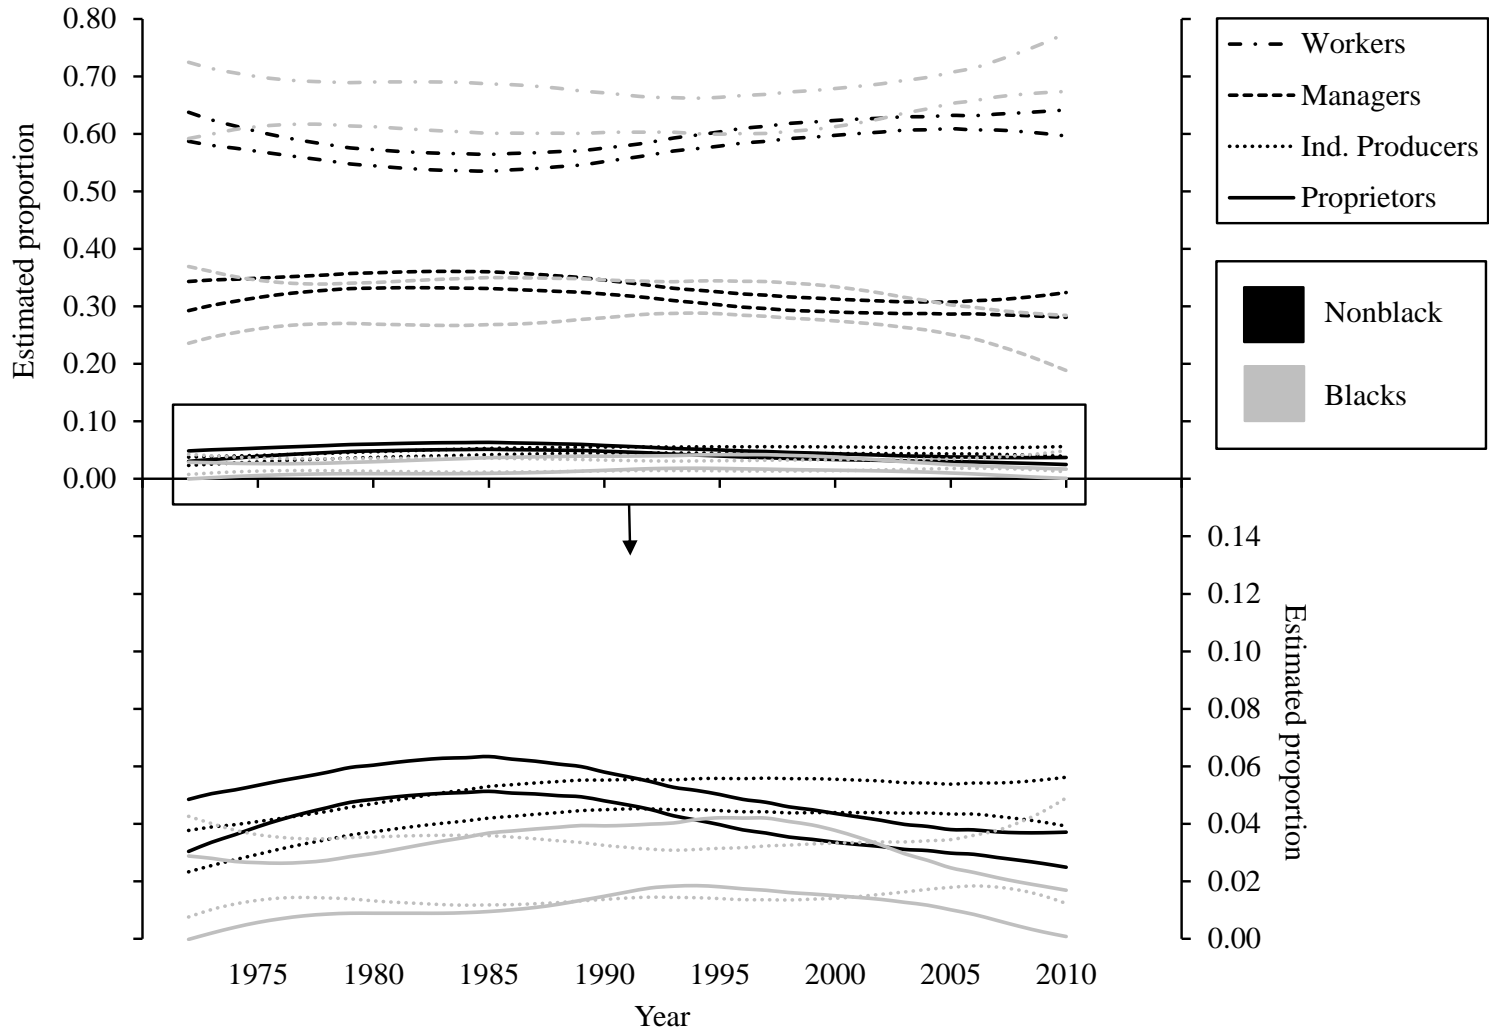 0.80
0.70
0.60
0.50
0.40
0.30
0.20
0.10
0.00
Estimated proportion
Workers
Managers
Ind. Producers
Proprietors
Nonblack
Blacks
0.14
0.12
0.10
0.08
0.06
0.04
0.02
0.00
Estimated proportion
1975 1980 1985 1990 1995 2000 2005 2010
Year